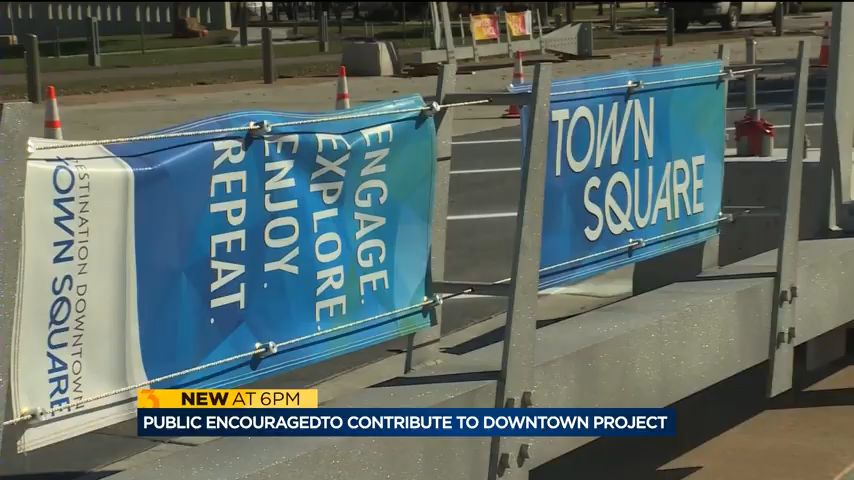 ENGAGE.
EXPLORE.
ENJOY.
REPEAT.
DESTINATION DOWNTOWN
TOWN SQUARE
TOWN
SQUARE
3 NEW AT 6PM
PUBLIC ENCOURAGEDTO CONTRIBUTE TO DOWNTOWN PROJECT